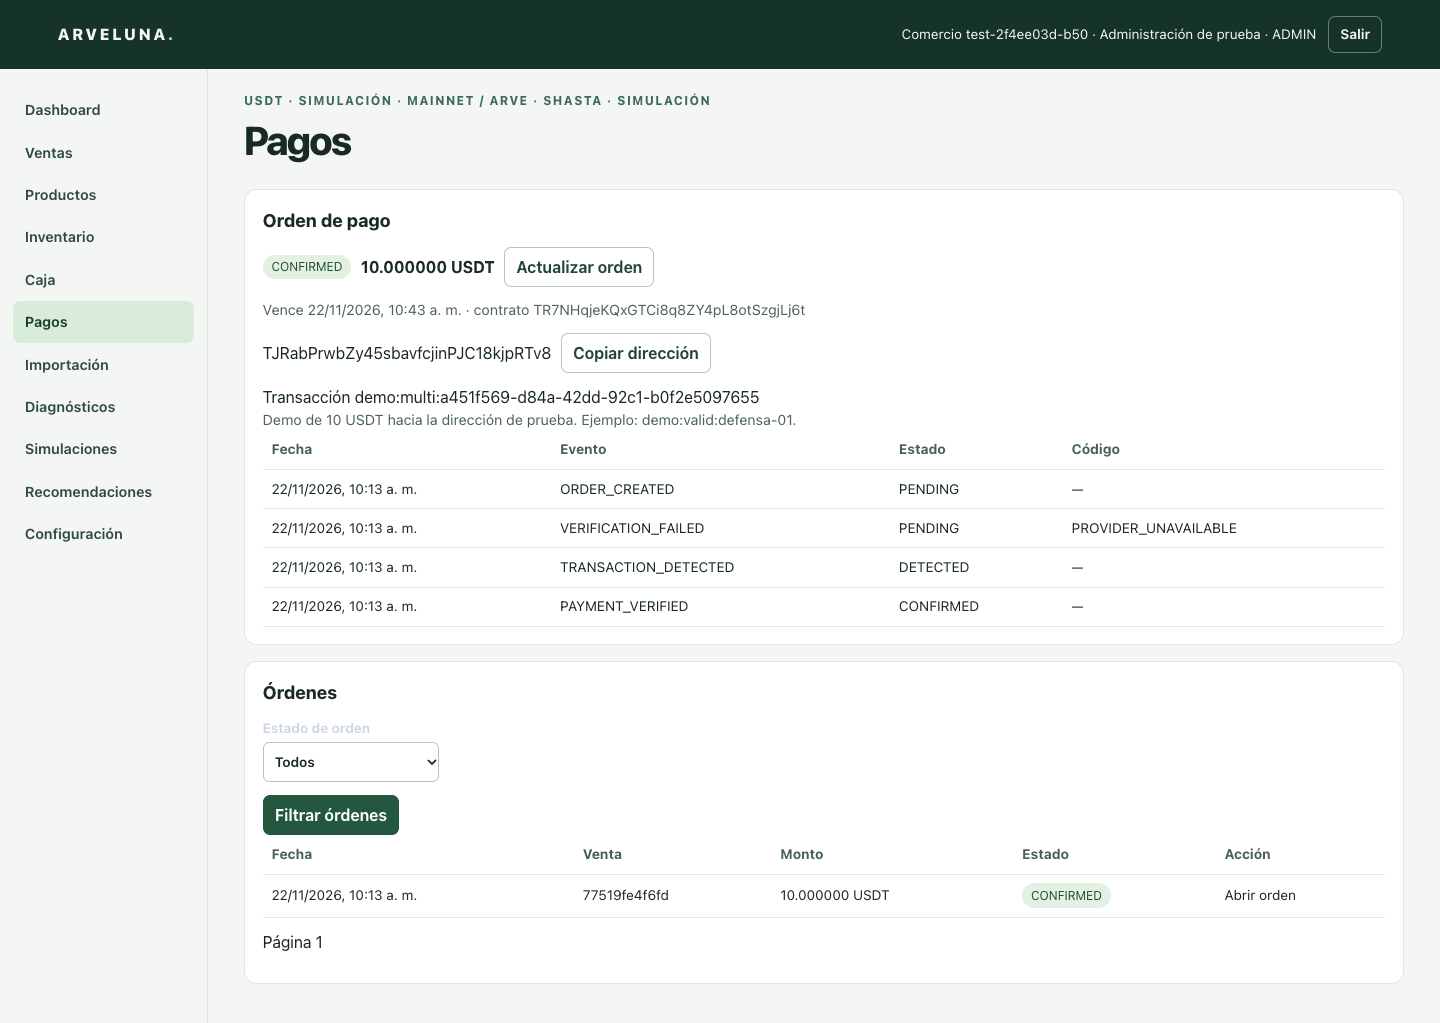 ARVELUNA.
Comercio test-2f4ee03d-b50 · Administración de prueba · ADMIN
Salir
Dashboard
Ventas
Productos
Inventario
Caja
Pagos
Importación
Diagnósticos
Simulaciones
Recomendaciones
Configuración
USDT · SIMULACIÓN · MAINNET / ARVE · SHASTA · SIMULACIÓN
Pagos
Orden de pago
CONFIRMED 10.000000 USDT Actualizar orden
Vence 22/11/2026, 10:43 a. m. · contrato TR7NHqjeKQxGTCi8q8ZY4pL8otSzgjLj6t
TJRabPrwbZy45sbavfcjinPJC18kjpRTv8 Copiar dirección
Transacción demo:multi:a451f569-d84a-42dd-92c1-b0f2e5097655
Demo de 10 USDT hacia la dirección de prueba. Ejemplo: demo:valid:defensa-01.
Fecha Evento Estado Código
22/11/2026, 10:13 a. m. ORDER_CREATED PENDING —
22/11/2026, 10:13 a. m. VERIFICATION_FAILED PENDING PROVIDER_UNAVAILABLE
22/11/2026, 10:13 a. m. TRANSACTION_DETECTED DETECTED —
22/11/2026, 10:13 a. m. PAYMENT_VERIFIED CONFIRMED —
Órdenes
Estado de orden
Todos
Filtrar órdenes
Fecha Venta Monto Estado Acción
22/11/2026, 10:13 a. m. 77519fe4f6fd 10.000000 USDT CONFIRMED Abrir orden
Página 1